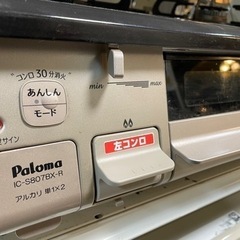 コンロ30分消火
あんしん
モード
サイン
Paloma
IC-S807BX-R
アルカリ 単1×2
min
max
左コンロ